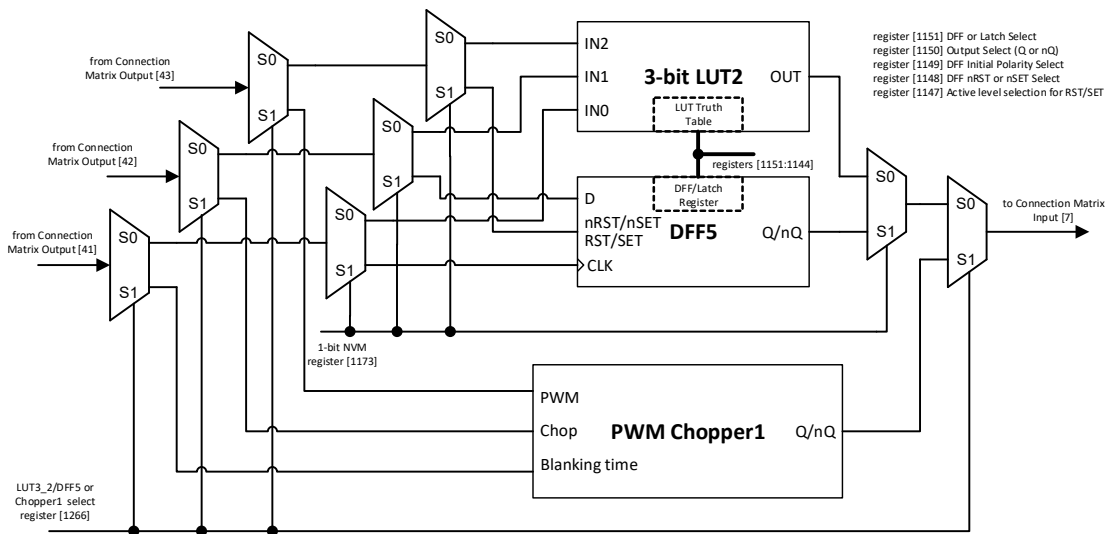 register [1151] DFF or Latch Select
register [1150] Output Select (Q or nQ)
register [1149] DFF Initial Polarity Select
register [1148] DFF nRST or nSET Select
register [1147] Active level selection for RST/SET
from Connection
Matrix Output [43]
S0
S1
S0
S1
IN2
IN1
IN0
3-bit LUT2
OUT
LUT Truth
Table
registers [1151:1144]
from Connection
Matrix Output [42]
S0
S1
S0
S1
DFF/Latch
Register
D
nRST/nSET
RST/SET
CLK
DFF5
Q/nQ
S0
S1
S0
S1
to Connection Matrix
Input [7]
from Connection
Matrix Output [41]
S0
S1
S0
S1
1-bit NVM
register [1173]
PWM
Chop
Blanking time
PWM Chopper1
Q/nQ
LUT3_2/DFF5 or
Chopper1 select
register [1266]